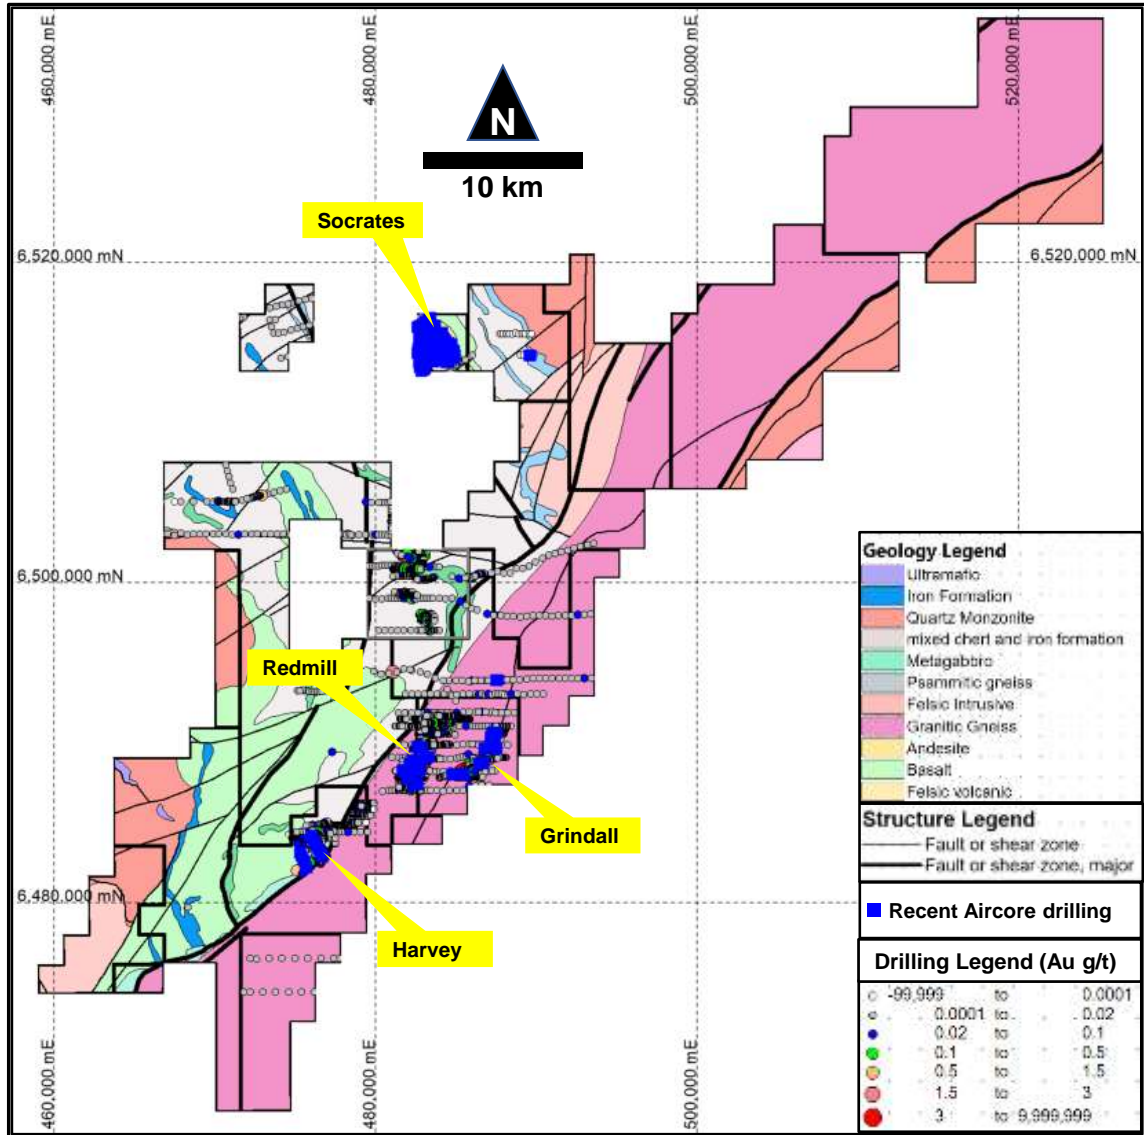 460,000 mE
480,000 mE
500,000 mE
520,000 mE
N
10 km
Socrates
6,520,000 mN
6,520,000 mN
6,500,000 mN
Redmill
Grindall
Harvey
6,480,000 mN
460,000 mE
480,000 mE
500,000 mE
Geology Legend
Ultramafic
Iron Formation
Quartz Monzonite
mixed chert and iron formation
Metagabbro
Psammitic gneiss
Felsic Intrusive
Granitic Gneiss
Andesite
Basalt
Felsic volcanic
Structure Legend
Fault or shear zone
Fault or shear zone, major
Recent Aircore drilling
Drilling Legend (Au g/t)
-99,999 to 0.0001
0.0001 to 0.02
0.02 to 0.1
0.1 to 0.5
0.5 to 1.5
1.5 to 3
3 to 9,999,999